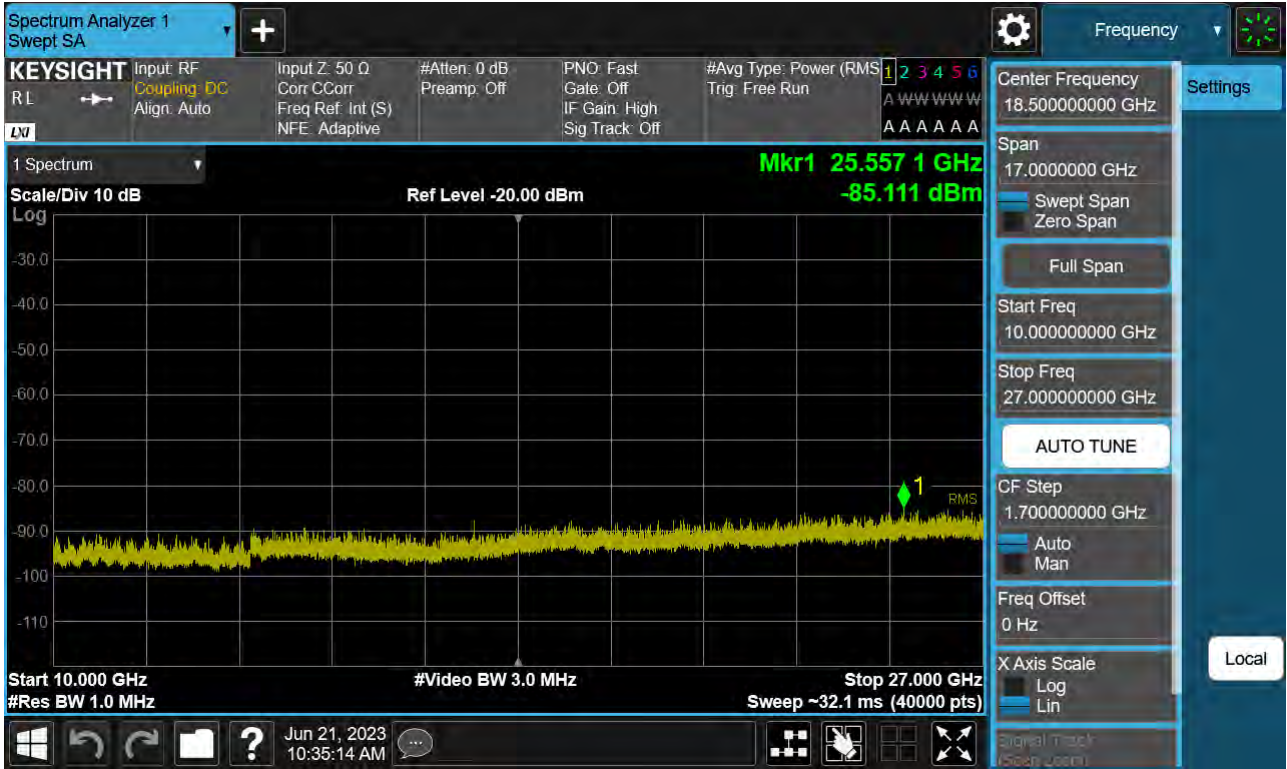 Spectrum Analyzer 1
Swept SA
+
Frequency
KEYSIGHT
R L
LXI
Input: RF
Coupling: DC
Align: Auto
Input Z: 50 Ω
Corr CCorr
Freq Ref: Int (S)
NFE: Adaptive
#Atten: 0 dB
Preamp: Off
PNO: Fast
Gate: Off
IF Gain: High
Sig Track: Off
#Avg Type: Power (RMS
Trig: Free Run
1 2 3 4 5 6
A W W W W W
A A A A A A
Center Frequency
18.500000000 GHz
Settings
1 Spectrum
Mkr1 25.557 1 GHz
Scale/Div 10 dB
Ref Level -20.00 dBm
-85.111 dBm
Log
-30.0
-40.0
-50.0
-60.0
-70.0
-80.0
-90.0
-100
-110
1
RMS
Start 10.000 GHz
#Video BW 3.0 MHz
Stop 27.000 GHz
#Res BW 1.0 MHz
Sweep ~32.1 ms (40000 pts)
Span
17.0000000 GHz
Swept Span
Zero Span
Full Span
Start Freq
10.000000000 GHz
Stop Freq
27.000000000 GHz
AUTO TUNE
CF Step
1.700000000 GHz
Auto
Man
Freq Offset
0 Hz
X Axis Scale
Log
Lin
Signal Track
(Span Zoom)
Local
?
Jun 21, 2023
10:35:14 AM